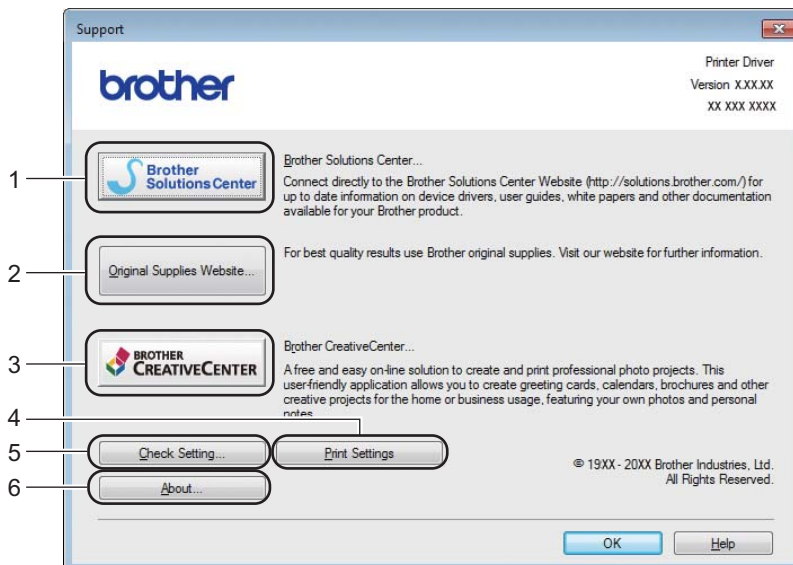 Support
brother
Printer Driver
Version X.XX.XX
XX XXX XXXX
1
Brother
Solutions Center
Brother Solutions Center...
Connect directly to the Brother Solutions Center Website (http://solutions.brother.com/) for
up to date information on device drivers, user guides, white papers and other documentation
available for your Brother product.
2
Original Supplies Website...
For best quality results use Brother original supplies. Visit our website for further information.
3
BROTHER
CREATIVECENTER
Brother CreativeCenter...
A free and easy on-line solution to create and print professional photo projects. This
user-friendly application allows you to create greeting cards, calendars, brochures and other
creative projects for the home or business usage, featuring your own photos and personal
notes.
4
5
Check Setting...
Print Settings
6
About...
© 19XX - 20XX Brother Industries, Ltd.
All Rights Reserved.
OK
Help